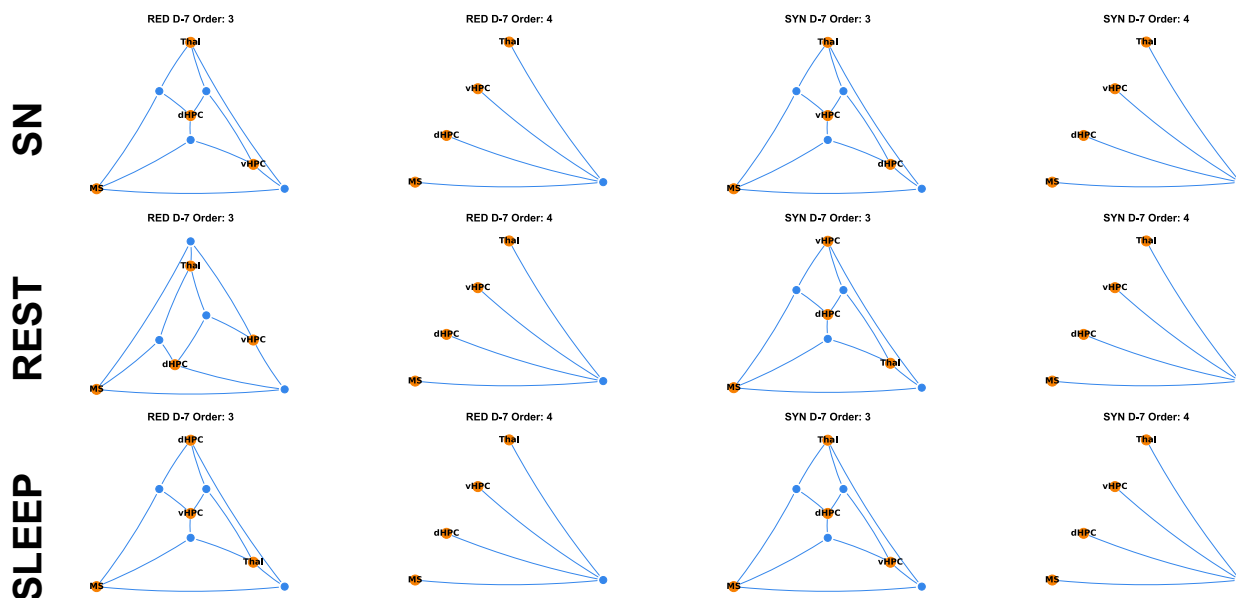 SN
RED D-7 Order: 3
RED D-7 Order: 4
SYN D-7 Order: 3
SYN D-7 Order: 4
Thal
dHPC
vHPC
MS
Thal
vHPC
dHPC
MS
Thal
vHPC
dHPC
MS
Thal
vHPC
dHPC
MS
REST
RED D-7 Order: 3
RED D-7 Order: 4
SYN D-7 Order: 3
SYN D-7 Order: 4
Thal
vHPC
dHPC
MS
Thal
vHPC
dHPC
MS
vHPC
dHPC
Thal
MS
Thal
vHPC
dHPC
MS
SLEEP
RED D-7 Order: 3
RED D-7 Order: 4
SYN D-7 Order: 3
SYN D-7 Order: 4
dHPC
vHPC
Thal
MS
Thal
vHPC
dHPC
MS
Thal
dHPC
vHPC
MS
Thal
vHPC
dHPC
MS